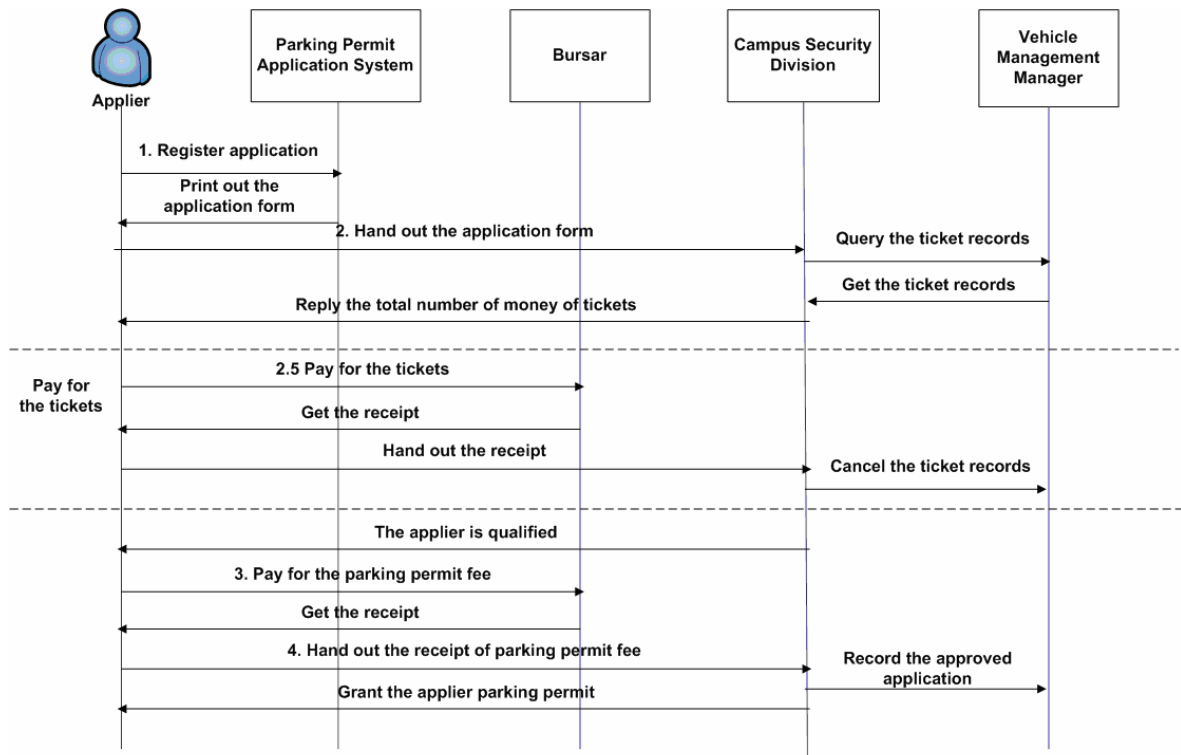 Applier
Parking Permit
Application System
Bursar
Campus Security
Division
Vehicle
Management
Manager
1. Register application
Print out the
application form
2. Hand out the application form
Query the ticket records
Get the ticket records
Reply the total number of money of tickets
Pay for
the tickets
2.5 Pay for the tickets
Get the receipt
Hand out the receipt
Cancel the ticket records
The applier is qualified
3. Pay for the parking permit fee
Get the receipt
4. Hand out the receipt of parking permit fee
Record the approved
application
Grant the applier parking permit